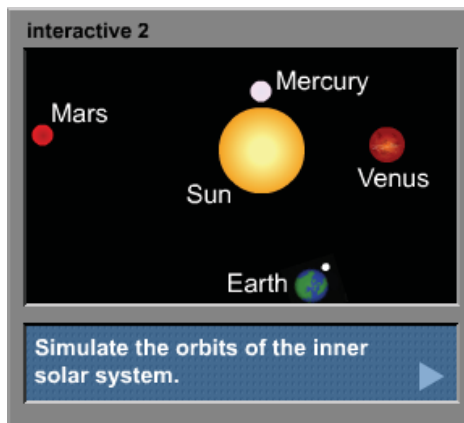 interactive 2
Mercury
Mars
Venus
Sun
Earth
Simulate the orbits of the inner
solar system.